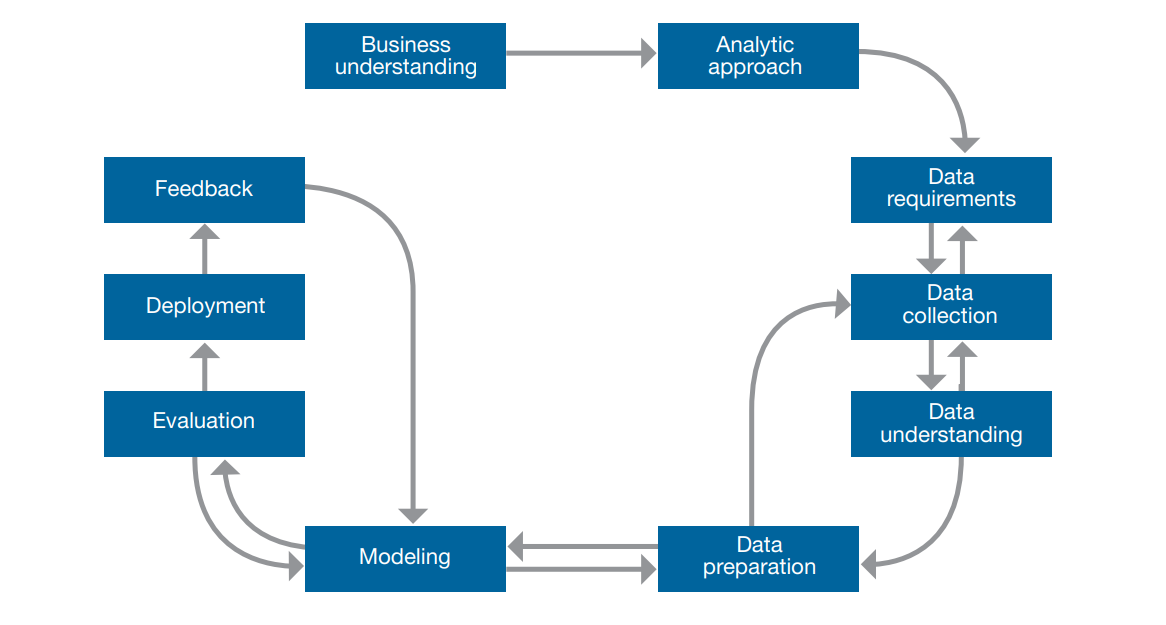 Business
understanding
Analytic
approach
Feedback
Data
requirements
Deployment
Data
collection
Evaluation
Data
understanding
Modeling
Data
preparation